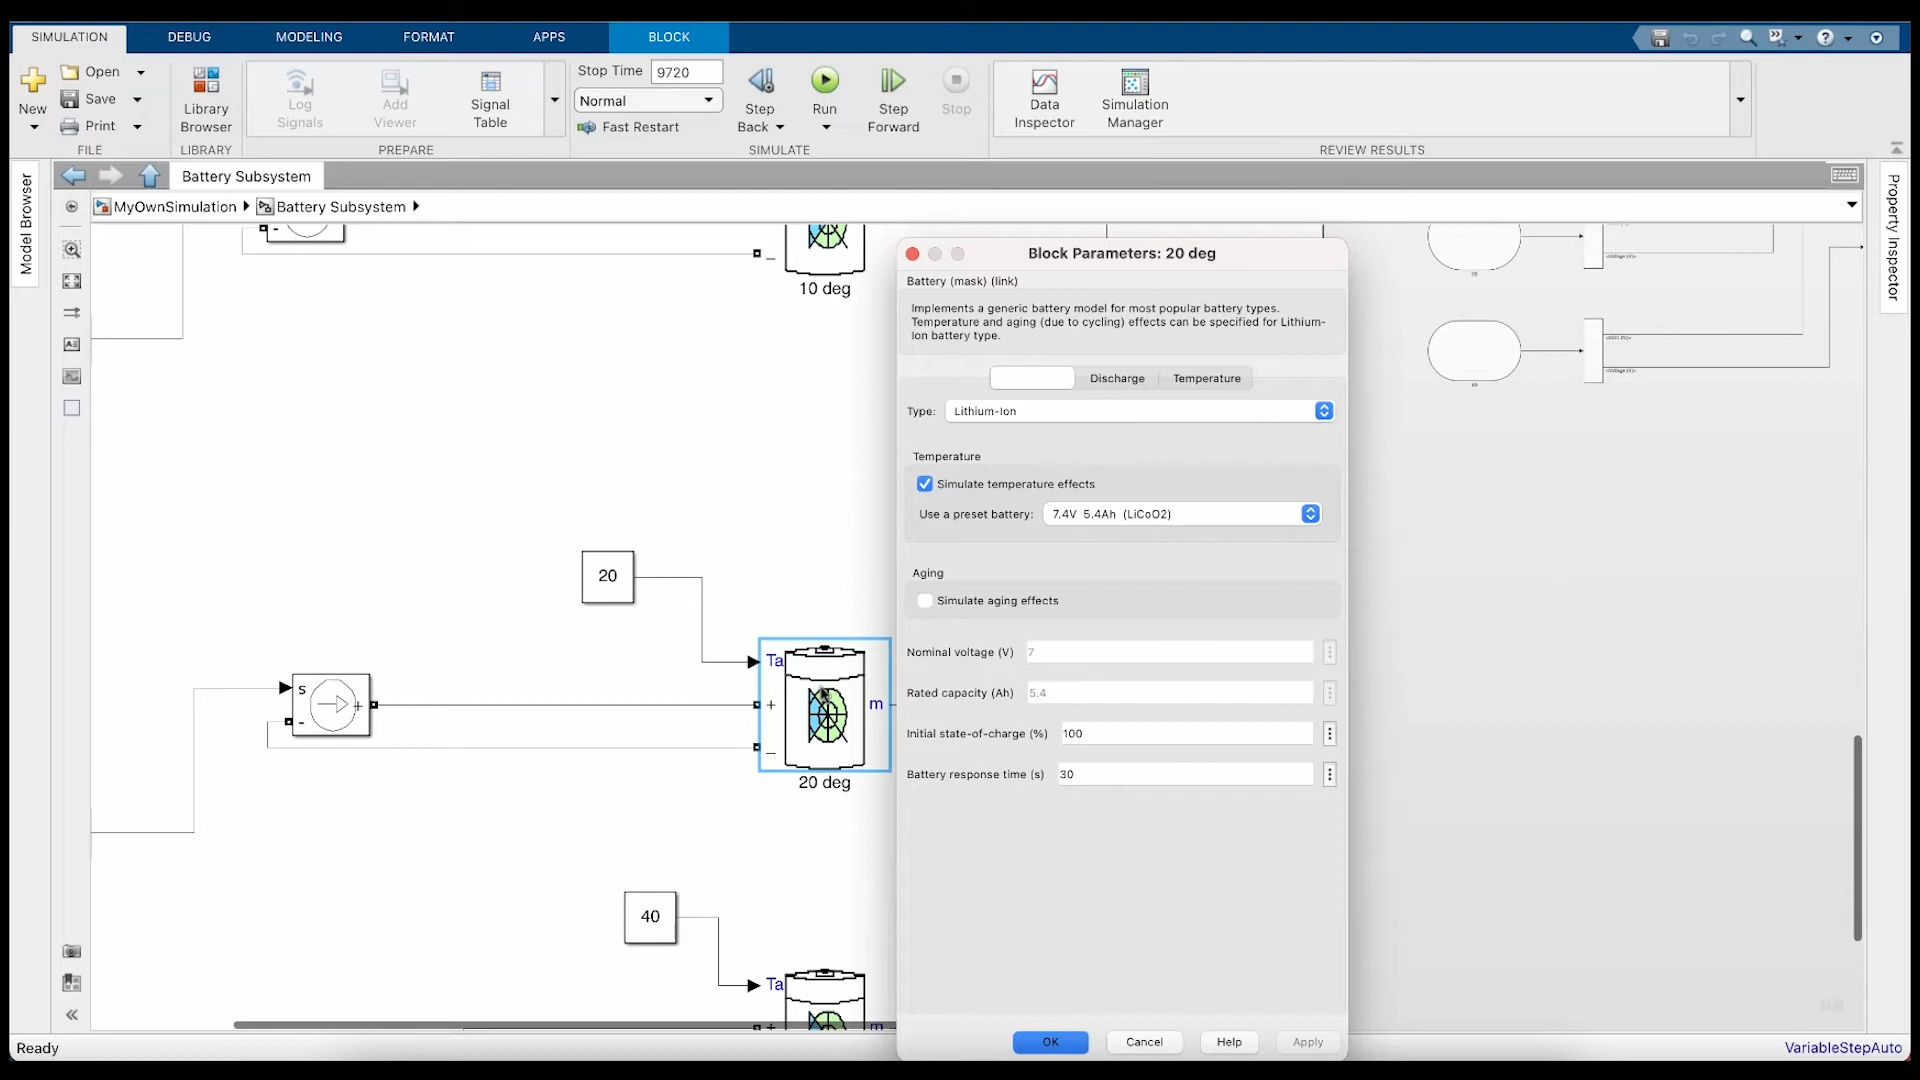 SIMULATION DEBUG MODELING FORMAT APPS BLOCK
New
Open
Save
Print
FILE
Library
Browser
LIBRARY
Log
Signals
Add
Viewer
Signal
Table
PREPARE
Stop Time 9720
Normal
Fast Restart
Step
Back
Run
Step
Forward
Stop
SIMULATE
Data
Inspector
Simulation
Manager
REVIEW RESULTS
Model Browser
Battery Subsystem
MyOwnSimulation
Battery Subsystem
Property Inspector
10 deg
20
s
+
-
Ta
+
_
m
20 deg
40
Ta
+
m
Block Parameters: 20 deg
Battery (mask) (link)
Implements a generic battery model for most popular battery types.
Temperature and aging (due to cycling) effects can be specified for Lithium-
Ion battery type.
Discharge Temperature
Type: Lithium-Ion
Temperature
Simulate temperature effects
Use a preset battery: 7.4V 5.4Ah (LiCoO2)
Aging
Simulate aging effects
Nominal voltage (V) 7
Rated capacity (Ah) 5.4
Initial state-of-charge (%) 100
Battery response time (s) 30
OK Cancel Help Apply
Ready
VariableStepAuto